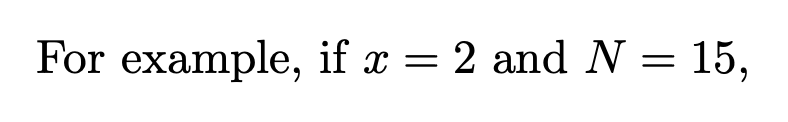 For example, if x = 2 and N = 15,